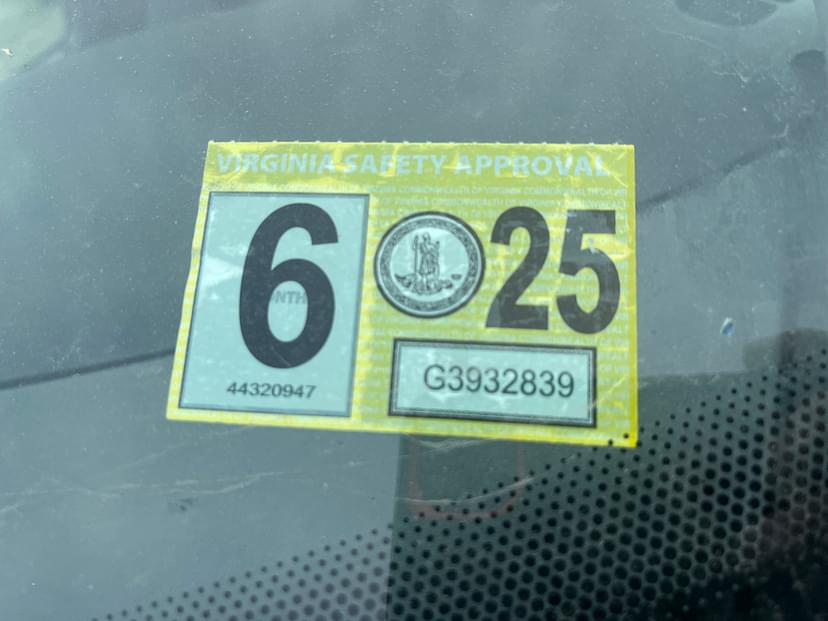 VIRGINIA SAFETY APPROVAL
6 25
44320947
G3932839